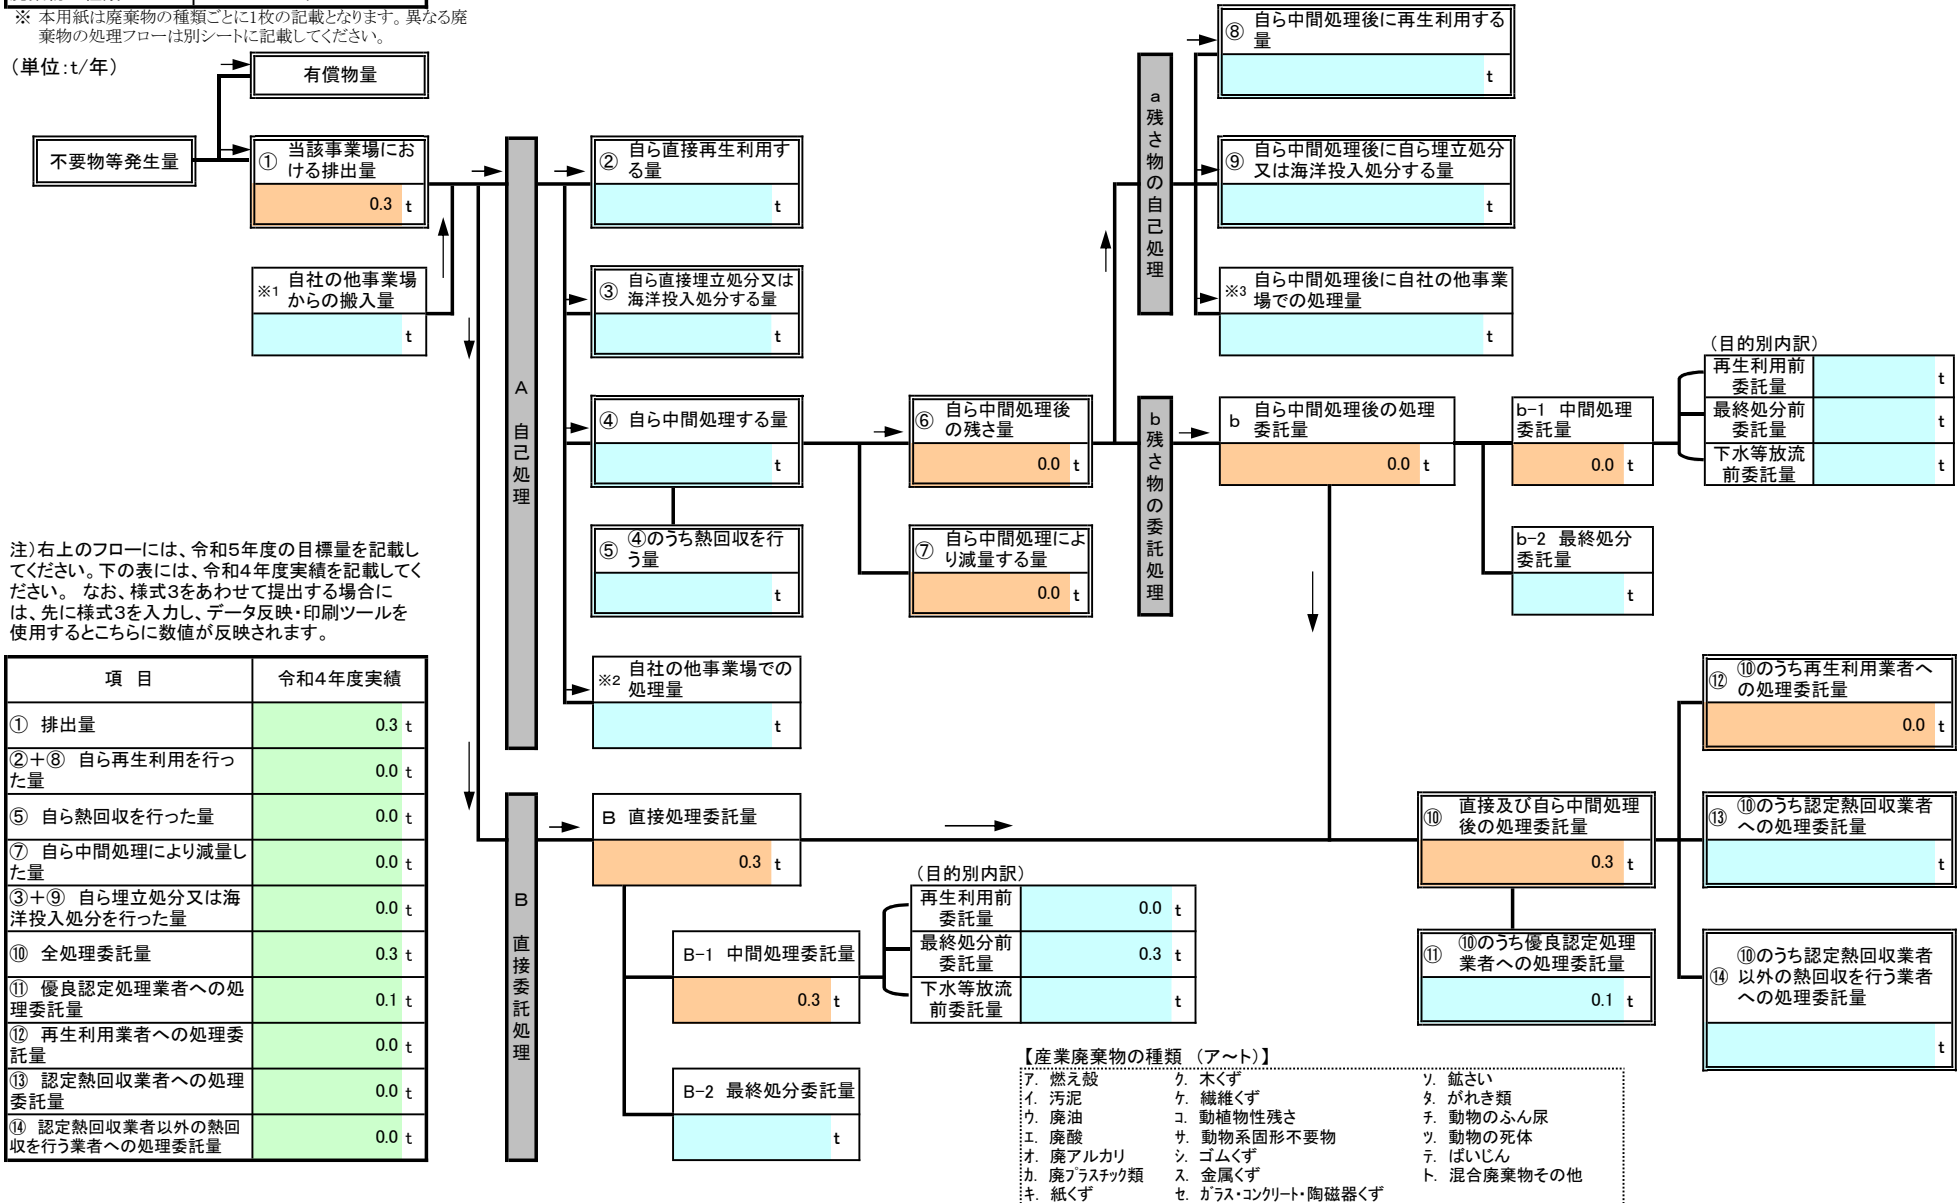 ※ 本用紙は廃棄物の種類ごとに1枚の記載となります。異なる廃
棄物の処理フローは別シートに記載してください。
（単位：t/年）
有償物量
不要物等発生量
① 当該事業場にお
ける排出量
0.3 t
※1 自社の他事業場
からの搬入量
t
A 自己処理
② 自ら直接再生利用す
る量
t
③ 自ら直接埋立処分又は
海洋投入処分する量
t
④ 自ら中間処理する量
t
⑤ ④のうち熱回収を行
う量
t
※2 自社の他事業場での
処理量
t
⑥ 自ら中間処理後
の残さ量
0.0 t
⑦ 自ら中間処理によ
り減量する量
0.0 t
a 残さ物の自己処理
⑧ 自ら中間処理後に再生利用する
量
t
⑨ 自ら中間処理後に自ら埋立処分
又は海洋投入処分する量
t
※3 自ら中間処理後に自社の他事業
場での処理量
t
b 残さ物の委託処理
b 自ら中間処理後の処理
委託量
0.0 t
b-1 中間処理
委託量
0.0 t
（目的別内訳）
再生利用前
委託量
t
最終処分前
委託量
t
下水等放流
前委託量
t
b-2 最終処分
委託量
t
注）右上のフローには、令和5年度の目標量を記載し
てください。下の表には、令和4年度実績を記載してく
ださい。 なお、様式3をあわせて提出する場合に
は、先に様式3を入力し、データ反映・印刷ツールを
使用するとこちらに数値が反映されます。
項 目 令和4年度実績
① 排出量 0.3 t
②＋⑧ 自ら再生利用を行っ
た量 0.0 t
⑤ 自ら熱回収を行った量 0.0 t
⑦ 自ら中間処理により減量し
た量 0.0 t
③＋⑨ 自ら埋立処分又は海
洋投入処分を行った量 0.0 t
⑩ 全処理委託量 0.3 t
⑪ 優良認定処理業者への処
理委託量 0.1 t
⑫ 再生利用業者への処理委
託量 0.0 t
⑬ 認定熱回収業者への処理
委託量 0.0 t
⑭ 認定熱回収業者以外の熱回
収を行う業者への処理委託量 0.0 t
B 直接委託処理
B 直接処理委託量
0.3 t
B-1 中間処理委託量
0.3 t
（目的別内訳）
再生利用前
委託量
0.0 t
最終処分前
委託量
0.3 t
下水等放流
前委託量
t
B-2 最終処分委託量
t
⑩ 直接及び自ら中間処理
後の処理委託量
0.3 t
⑪ ⑩のうち優良認定処理
業者への処理委託量
0.1 t
⑫ ⑩のうち再生利用業者へ
の処理委託量
0.0 t
⑬ ⑩のうち認定熱回収業者
への処理委託量
t
⑭ ⑩のうち認定熱回収業者
以外の熱回収を行う業者
への処理委託量
t
【産業廃棄物の種類 （ア～ト）】
ｱ. 燃え殻 ｸ. 木くず ｿ. 鉱さい
ｲ. 汚泥 ｹ. 繊維くず ﾀ. がれき類
ｳ. 廃油 ｺ. 動植物性残さ ﾁ. 動物のふん尿
ｴ. 廃酸 ｻ. 動物系固形不要物 ﾂ. 動物の死体
ｵ. 廃アルカリ ｼ. ゴムくず ﾃ. ばいじん
ｶ. 廃ﾌﾟﾗｽﾁｯｸ類 ｽ. 金属くず ﾄ. 混合廃棄物その他
ｷ. 紙くず ｾ. ｶﾞﾗｽ・ｺﾝｸﾘｰﾄ・陶磁器くず